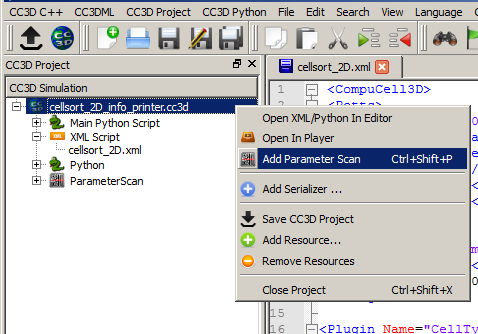 CC3D C++ CC3DML CC3D Project CC3D Python File Edit Search View Language
CC3D Project
CC3D Simulation
cellsort_2D_info_printer.cc3d
Main Python Script
XML Script
cellsort_2D.xml
Python
ParameterScan
cellsort_2D.xml
1 <CompuCell3D>
2
Open XML/Python In Editor
Open In Player
Add Parameter Scan Ctrl+Shift+P
Add Serializer ...
Save CC3D Project
Add Resource...
Remove Resources
Close Project Ctrl+Shift+X
15
16 <Plugin Name="CellTy